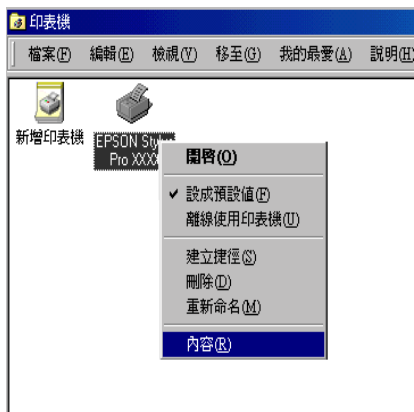 印表機
檔案(F) 編輯(E) 檢視(V) 移至(G) 我的最愛(A) 說明(H)
新增印表機
EPSON
Pro XXX
開啓(O)
設成預設值(F)
離線使用印表機(U)
建立捷徑(S)
刪除(D)
重新命名(M)
內容(R)